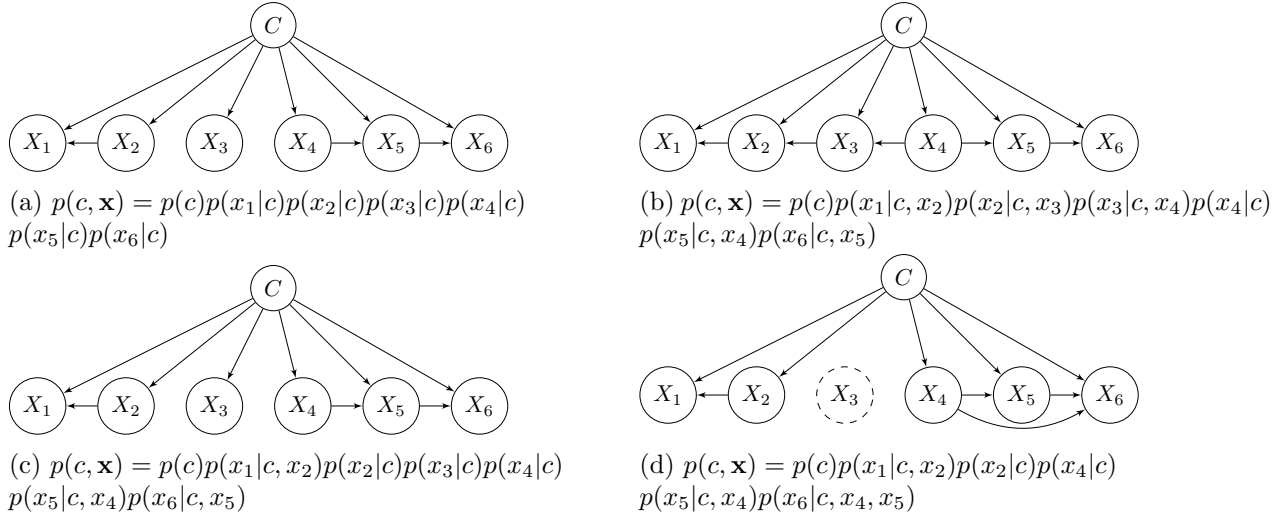 C
C
X₁ X₂ X₃ X₄ X₅ X₆
X₁ X₂ X₃ X₄ X₅ X₆
(a) p(c, x) = p(c)p(x₁|c)p(x₂|c)p(x₃|c)p(x₄|c)
p(x₅|c)p(x₆|c)
(b) p(c, x) = p(c)p(x₁|c, x₂)p(x₂|c, x₃)p(x₃|c, x₄)p(x₄|c)
p(x₅|c, x₄)p(x₆|c, x₅)
C
C
X₁ X₂ X₃ X₄ X₅ X₆
X₁ X₂ X₃ X₄ X₅ X₆
(c) p(c, x) = p(c)p(x₁|c, x₂)p(x₂|c)p(x₃|c)p(x₄|c)
p(x₅|c, x₄)p(x₆|c, x₅)
(d) p(c, x) = p(c)p(x₁|c, x₂)p(x₂|c)p(x₄|c)
p(x₅|c, x₄)p(x₆|c, x₄, x₅)